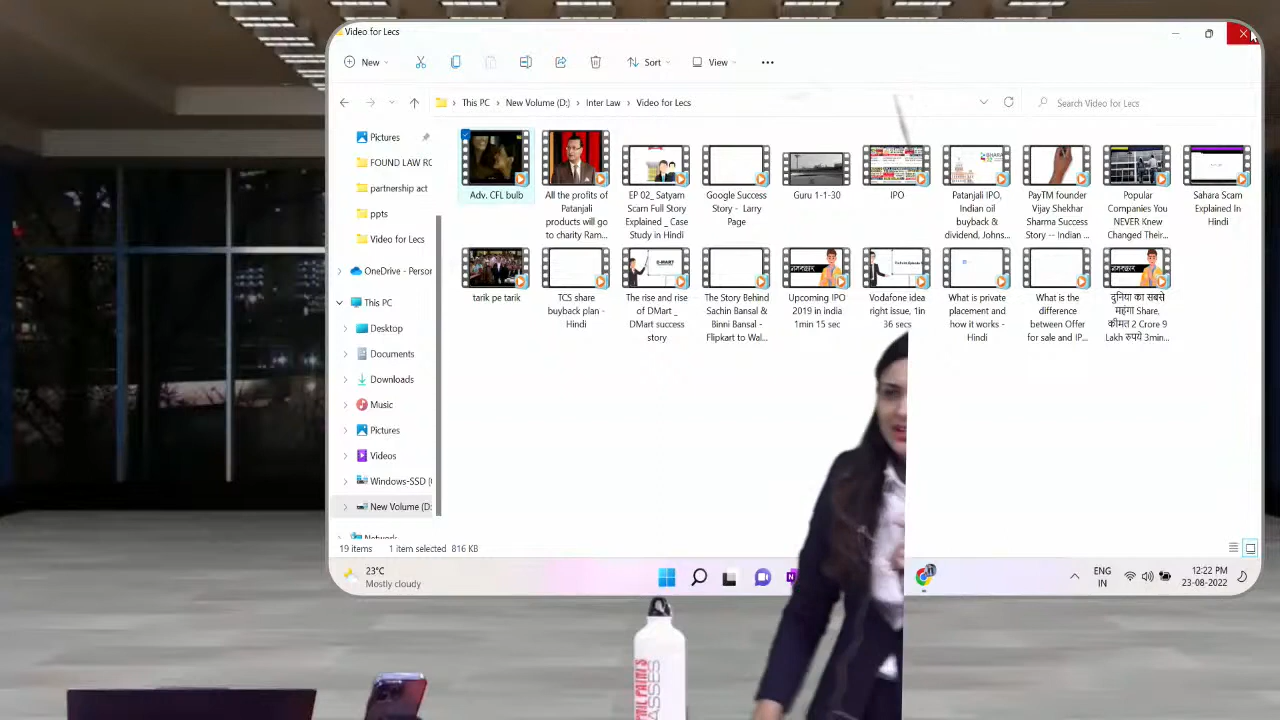 Video for Lecs
New
Sort
View
This PC
New Volume (D:)
Inter Law
Video for Lecs
Search Video for Lecs
Pictures
FOUND LAW RC
partnership act
ppts
Video for Lecs
OneDrive - Persor
This PC
Desktop
Documents
Downloads
Music
Pictures
Videos
Windows-SSD (
New Volume (D:
Network
Adv. CFL bulb
All the profits of
Patanjali
products will go
to charity Ram...
EP 02_ Satyam
Scam Full Story
Explained _ Case
Study in Hindi
Google Success
Story - Larry
Page
Guru 1-1-30
IPO
Patanjali IPO,
Indian oil
buyback &
dividend, Johns...
PayTM founder
Vijay Shekhar
Sharma Success
Story -- Indian ...
Popular
Companies You
NEVER Knew
Changed Their...
Sahara Scam
Explained In
Hindi
tarik pe tarik
TCS share
buyback plan -
Hindi
The rise and rise
of DMart _
DMart success
story
The Story Behind
Sachin Bansal &
Binni Bansal -
Flipkart to Wal...
Upcoming IPO
2019 in india
1min 15 sec
Vodafone idea
right issue, 1in
36 secs
What is private
placement and
how it works -
Hindi
What is the
difference
between Offer
for sale and IP...
दुनिया का सबसे
महंगा Share,
कीमत 2 Crore 9
Lakh रुपये 3min...
19 items
1 item selected 816 KB
23°C
Mostly cloudy
ENG
IN
12:22 PM
23-08-2022